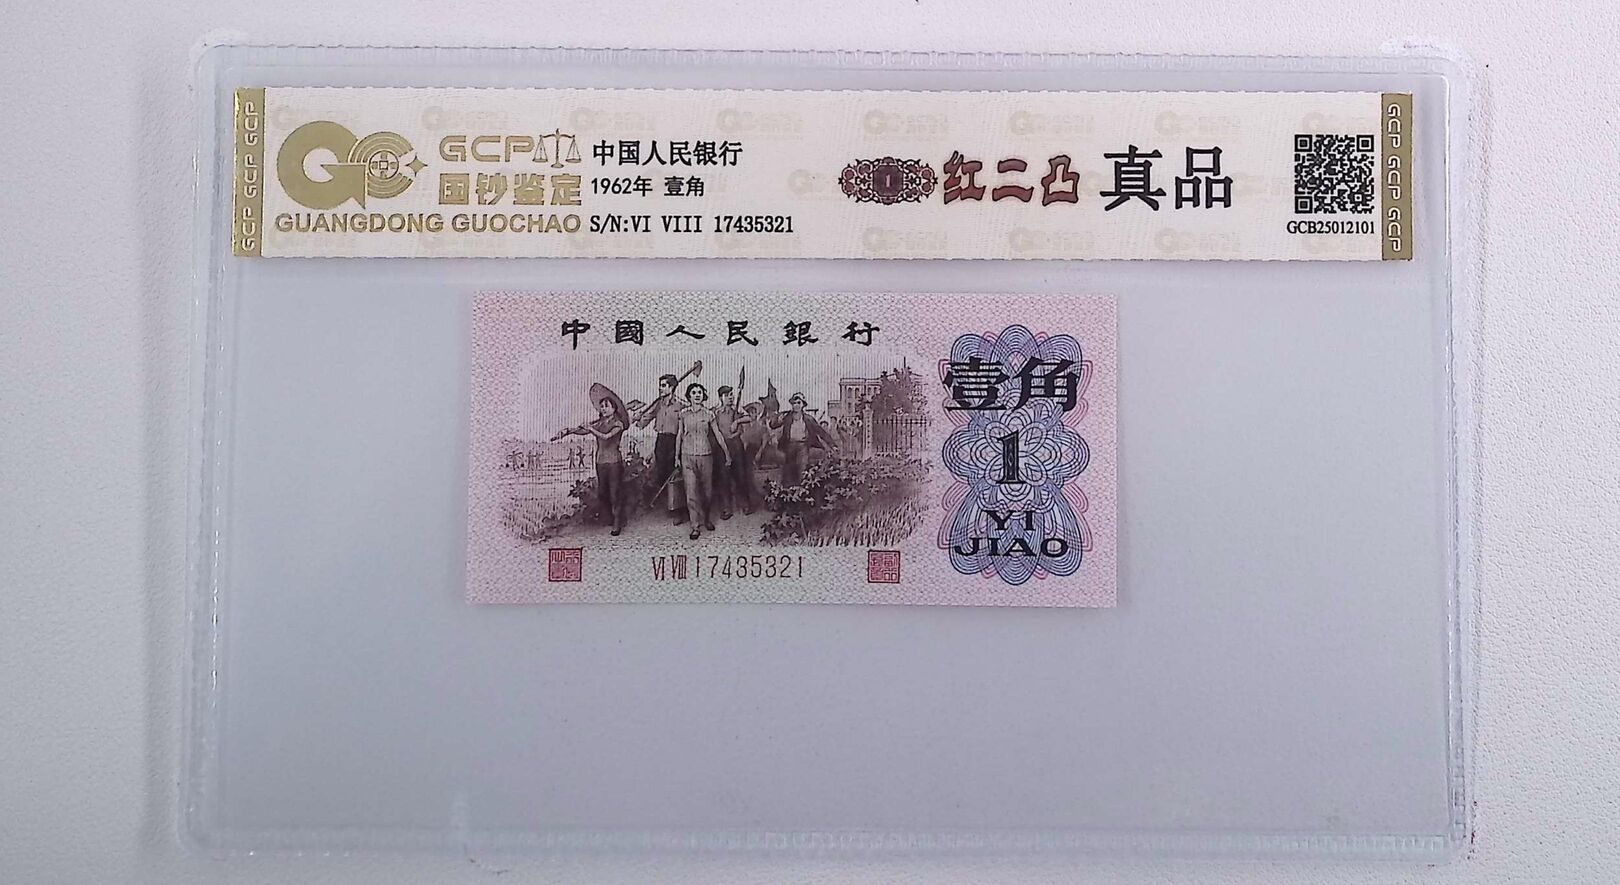 GCP GCP GCP
GCP
国钞鉴定
GUANGDONG GUOCHAO
中国人民银行
1962年 壹角
S/N:VI VIII 17435321
1
红二凸 真品
GCB25012101
GCP GCP GCP
中國人民銀行
壹角
1
YI
JIAO
VI VIII 17435321